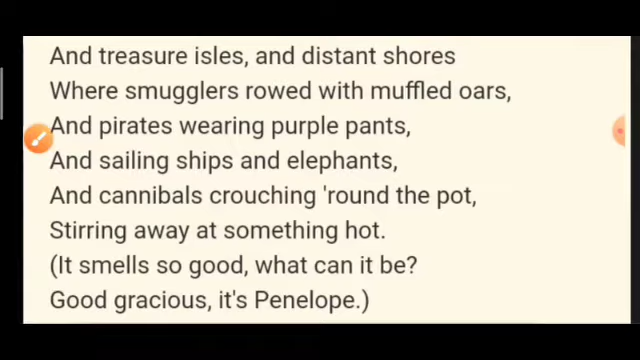 And treasure isles, and distant shores
Where smugglers rowed with muffled oars,
And pirates wearing purple pants,
And sailing ships and elephants,
And cannibals crouching 'round the pot,
Stirring away at something hot.
(It smells so good, what can it be?
Good gracious, it's Penelope.)